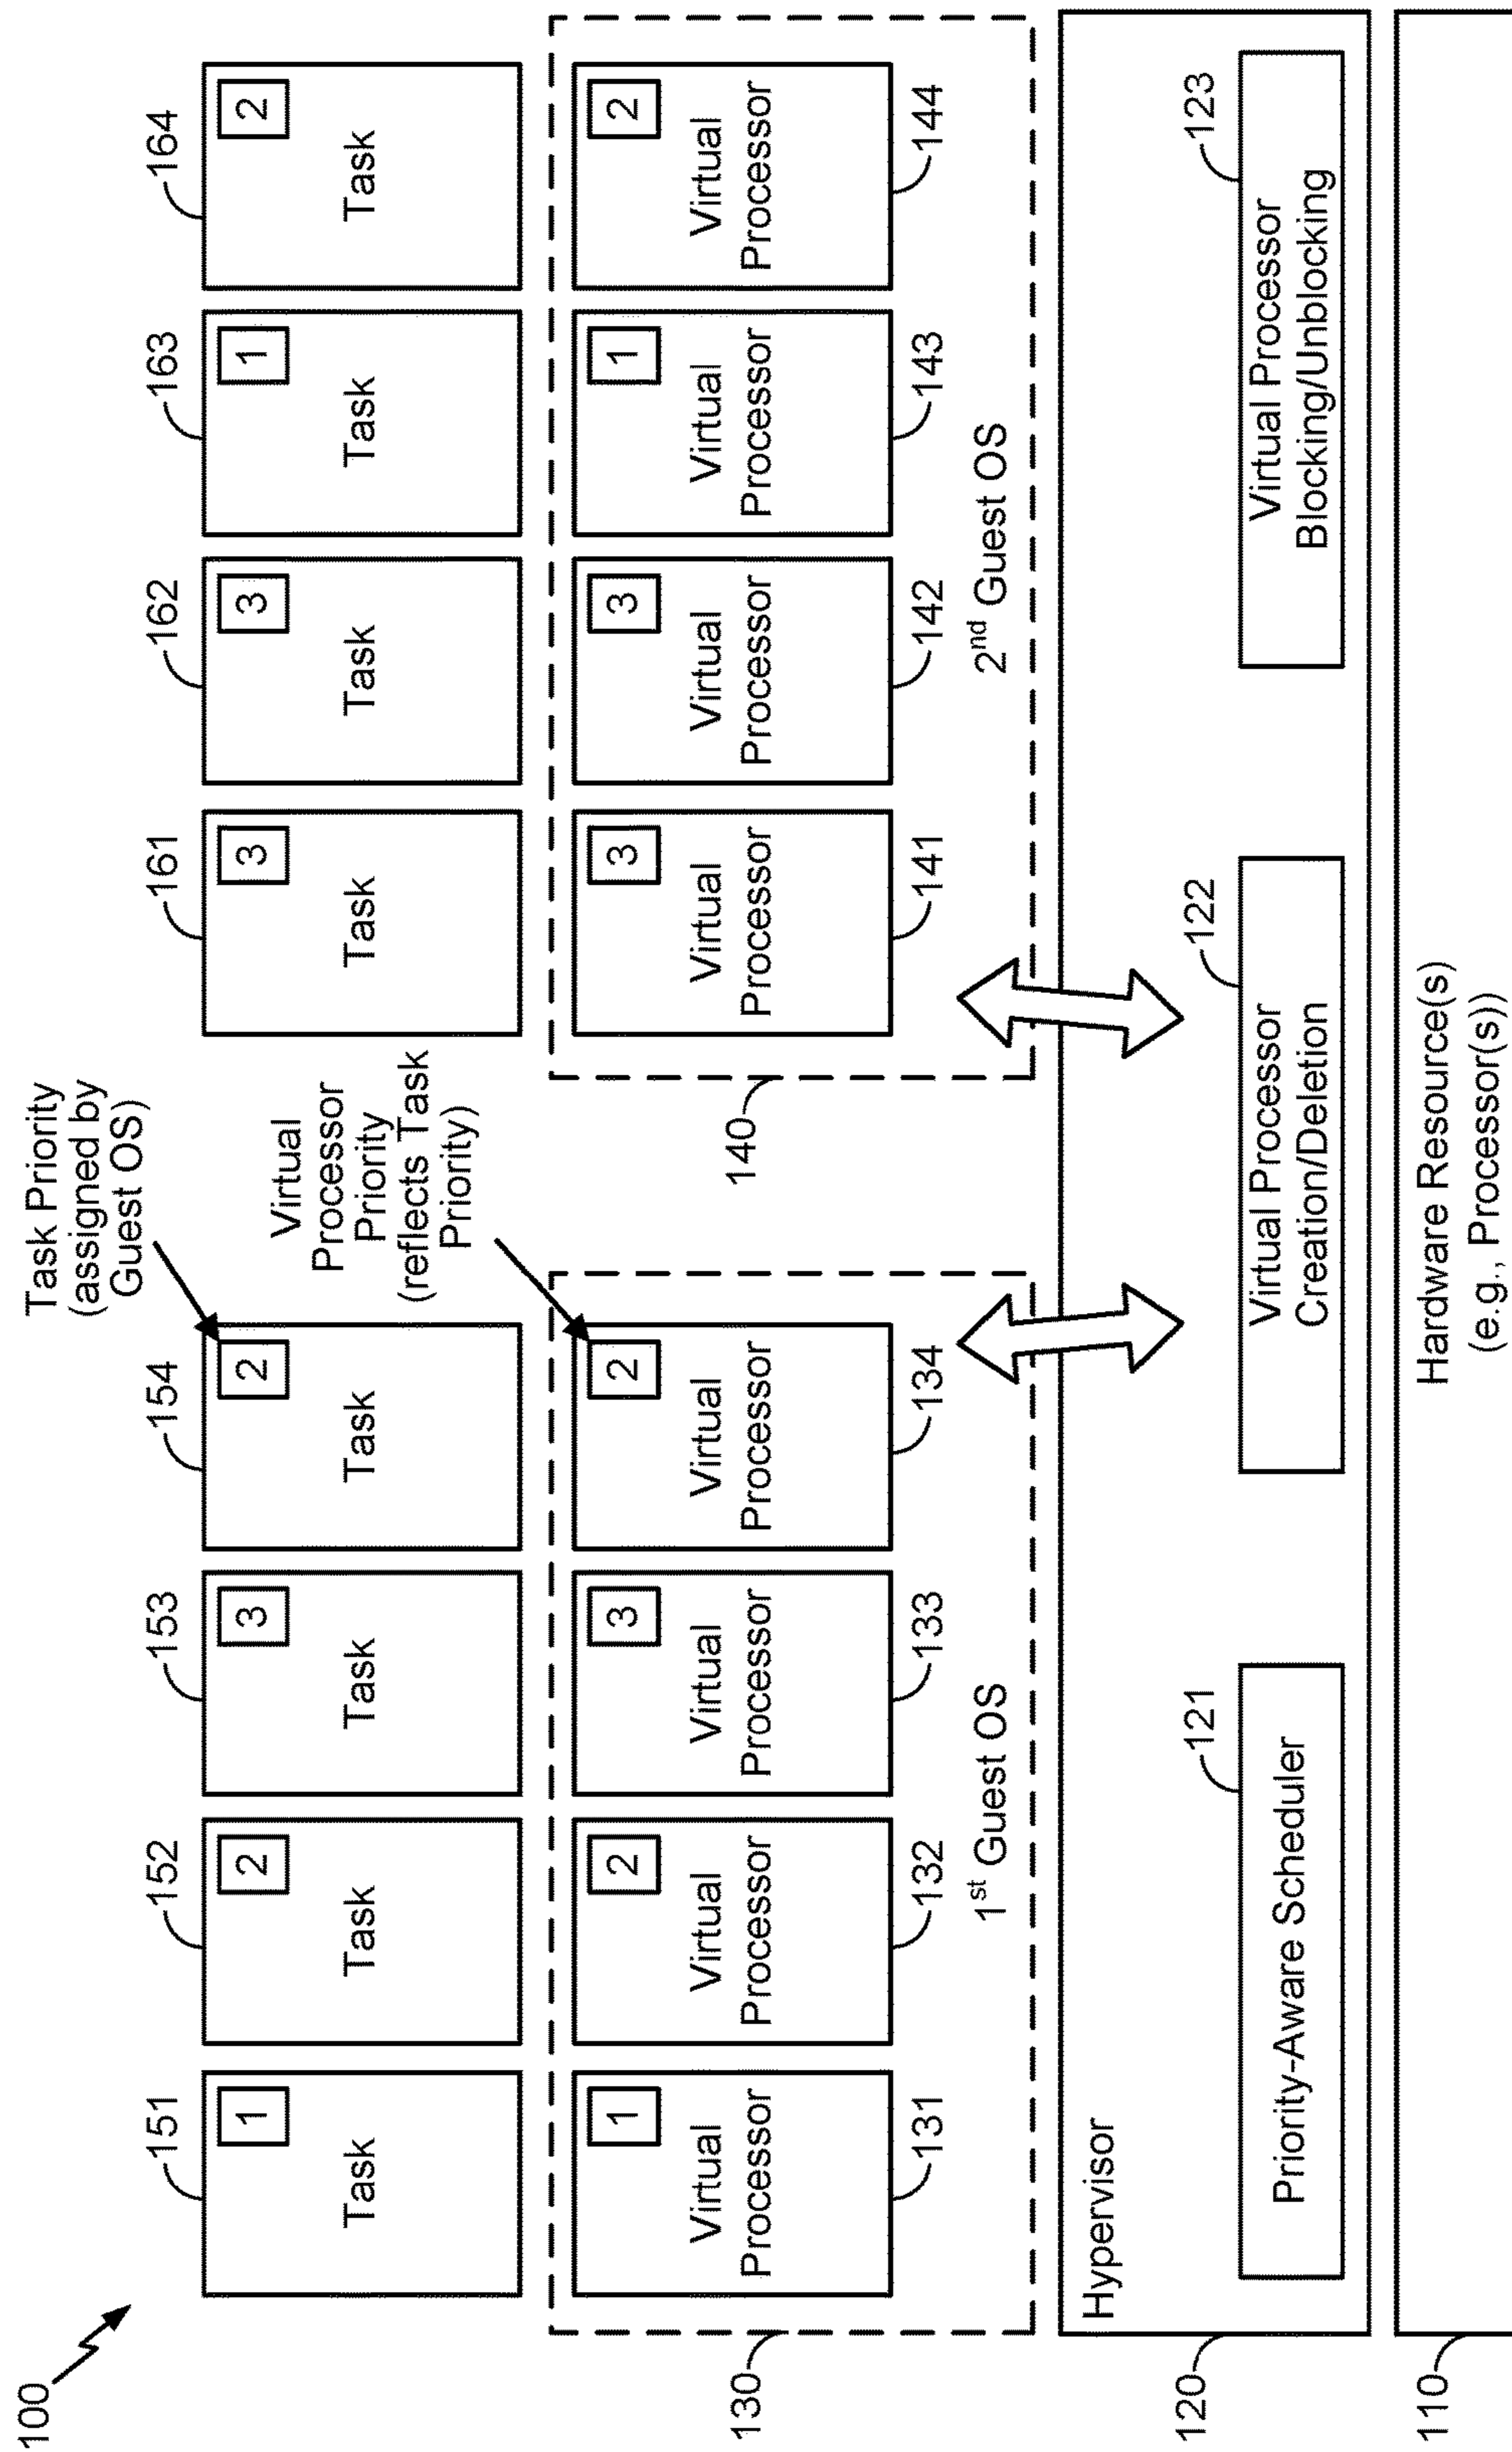 100
Task Priority
(assigned by
Guest OS)
Virtual
Processor
Priority
(reflects Task
Priority)
151
152
153
154
161
162
163
164
1
2
3
2
3
3
1
2
Task
Task
Task
Task
Task
Task
Task
Task
1
2
3
2
3
3
1
2
Virtual
Processor
Virtual
Processor
Virtual
Processor
Virtual
Processor
Virtual
Processor
Virtual
Processor
Virtual
Processor
Virtual
Processor
130
140
131
132
133
134
141
142
143
144
1st Guest OS
2nd Guest OS
Hypervisor
120
121
122
123
Priority-Aware Scheduler
Virtual Processor
Creation/Deletion
Virtual Processor
Blocking/Unblocking
110
Hardware Resource(s)
(e.g., Processor(s))